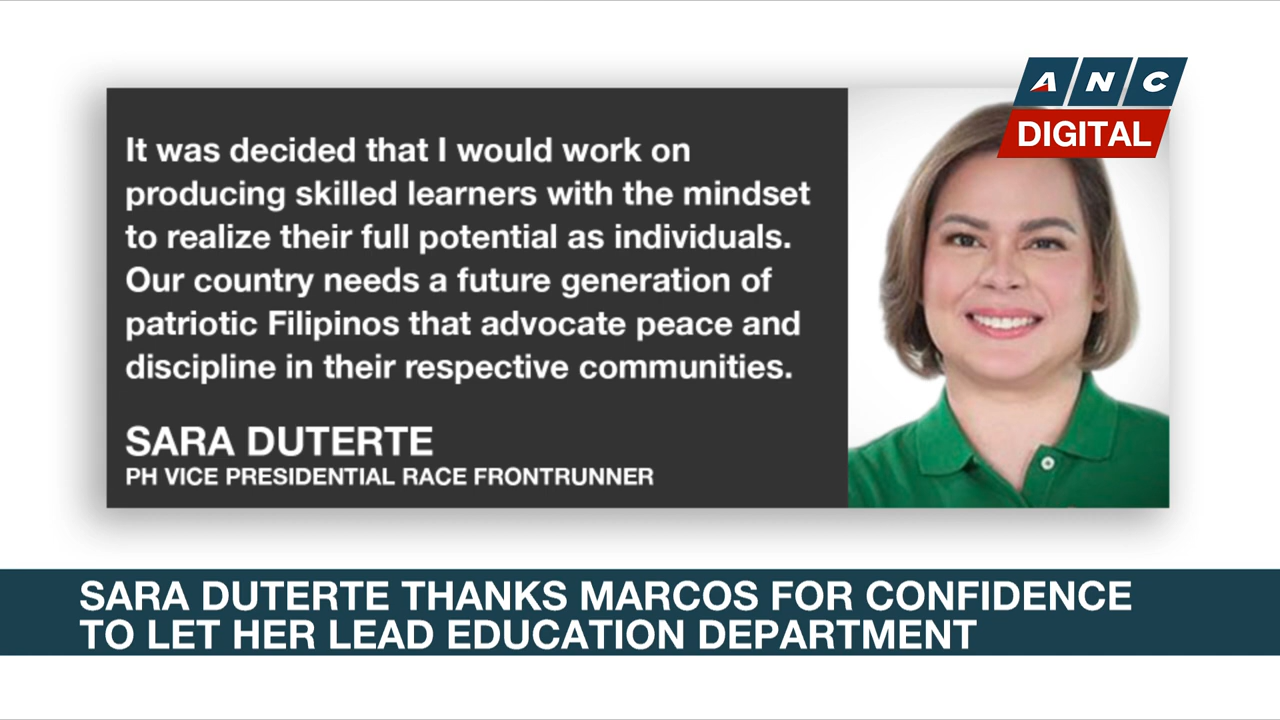 ANC
DIGITAL
It was decided that I would work on
producing skilled learners with the mindset
to realize their full potential as individuals.
Our country needs a future generation of
patriotic Filipinos that advocate peace and
discipline in their respective communities.
SARA DUTERTE
PH VICE PRESIDENTIAL RACE FRONTRUNNER
SARA DUTERTE THANKS MARCOS FOR CONFIDENCE
TO LET HER LEAD EDUCATION DEPARTMENT